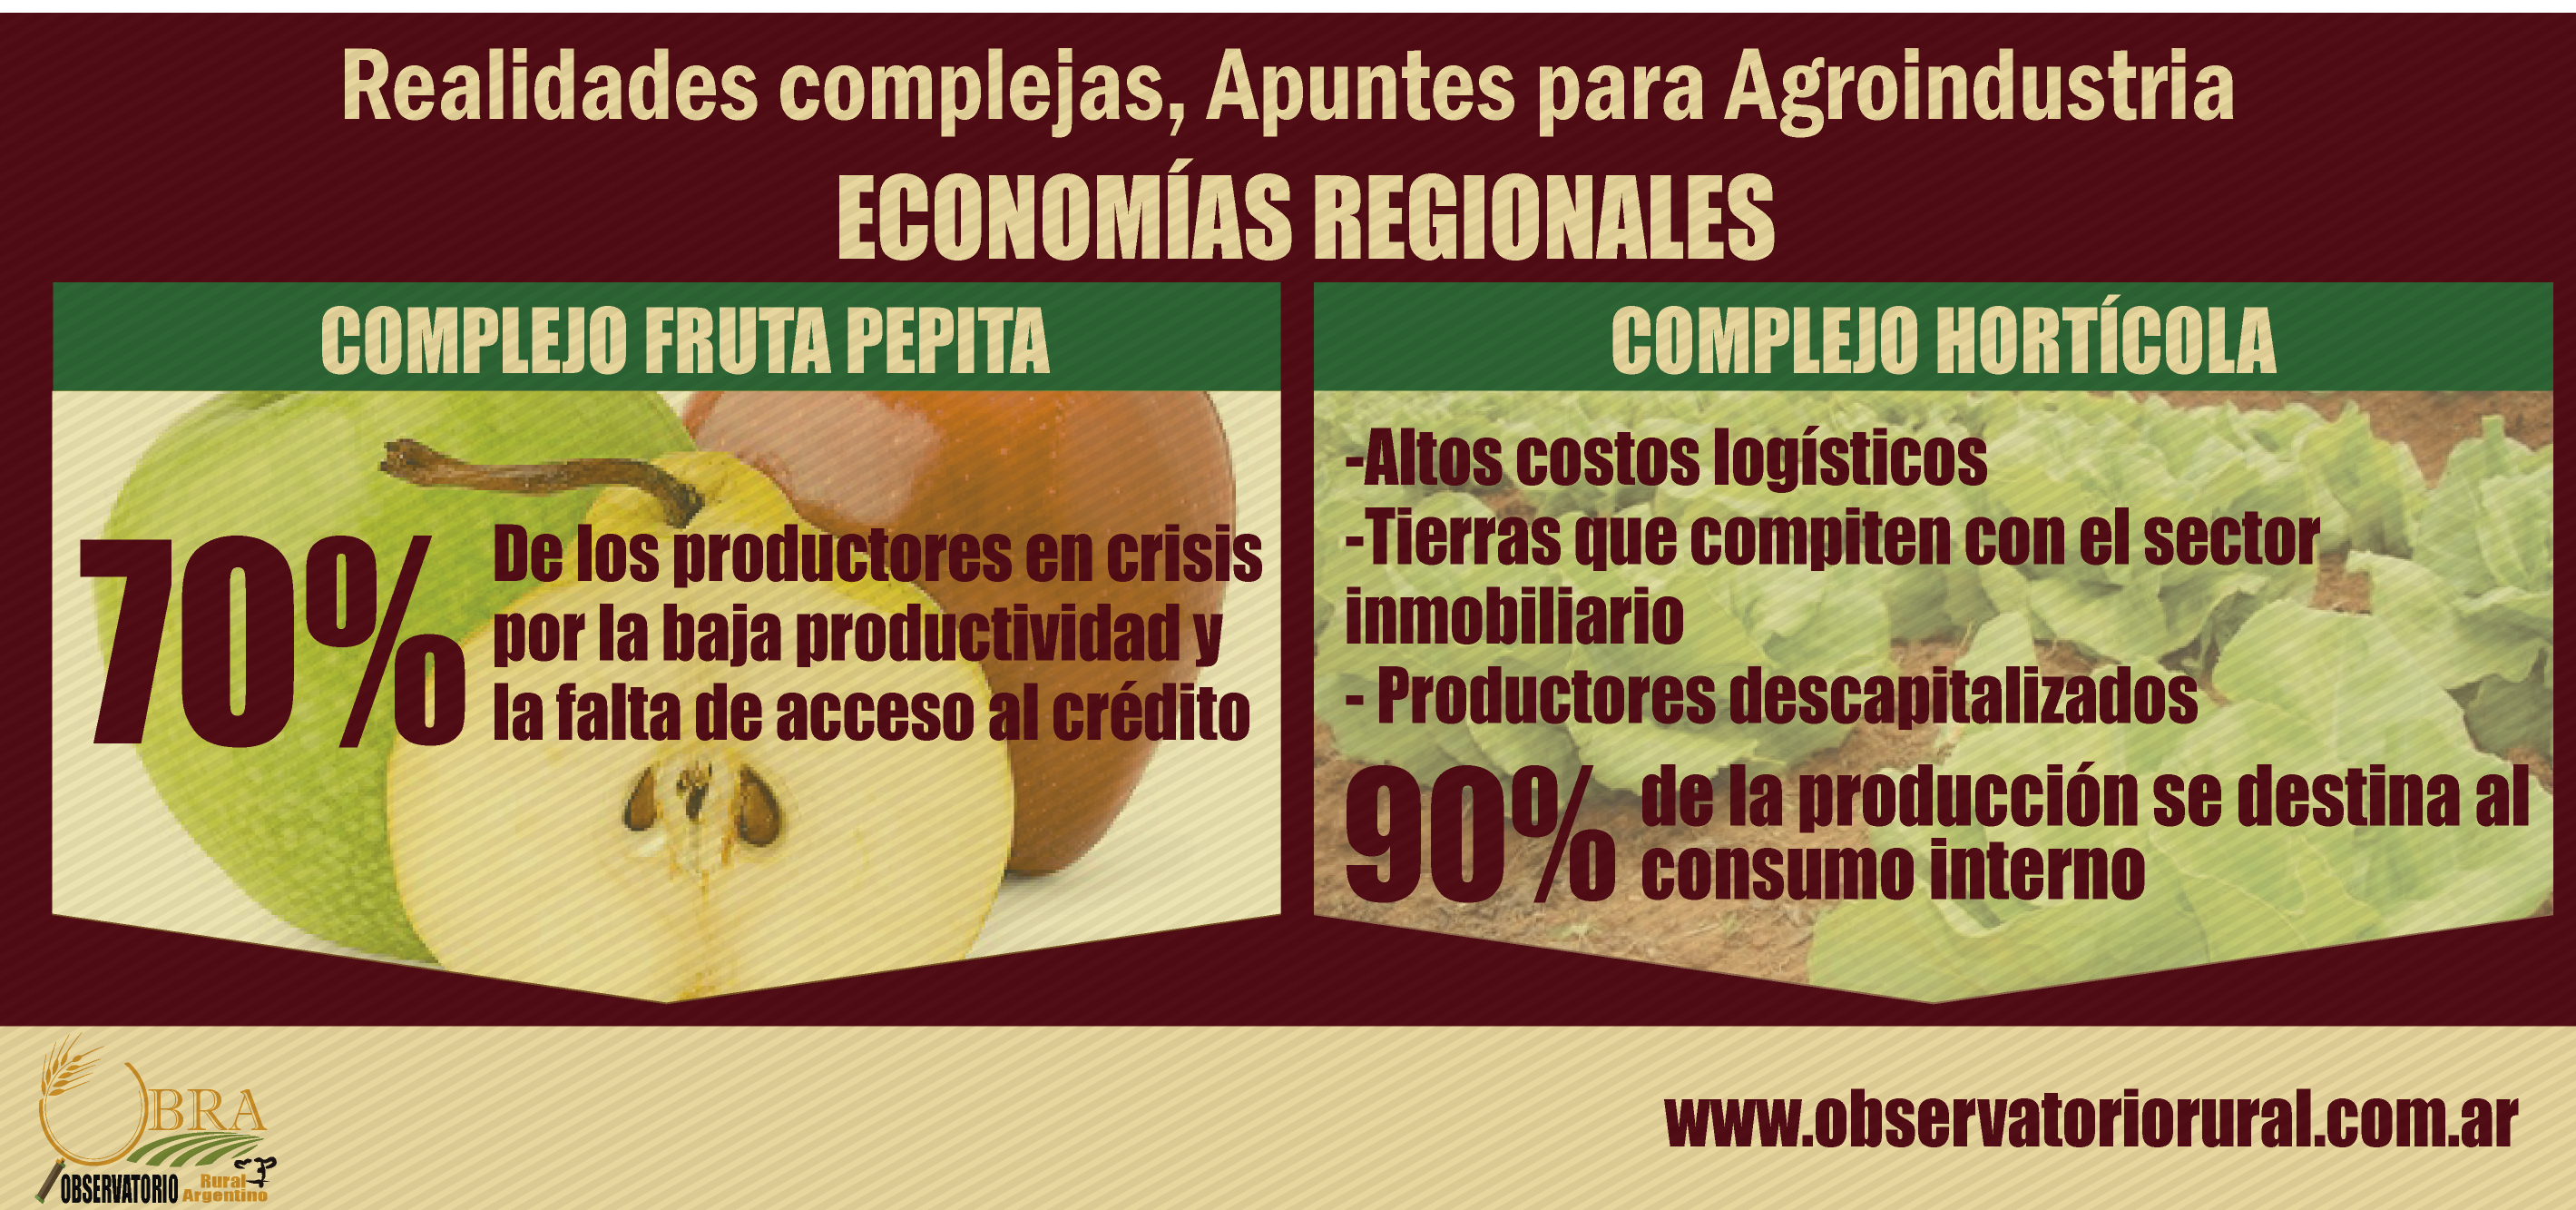 Realidades complejas, Apuntes para Agroindustria
ECONOMÍAS REGIONALES
COMPLEJO FRUTA PEPITA
70%
De los productores en crisis
por la baja productividad y
la falta de acceso al crédito
COMPLEJO HORTÍCOLA
-Altos costos logísticos
-Tierras que compiten con el sector
inmobiliario
- Productores descapitalizados
90%
de la producción se destina al
consumo interno
OBRA
OBSERVATORIO Rural
Argentino
www.observatoriorural.com.ar